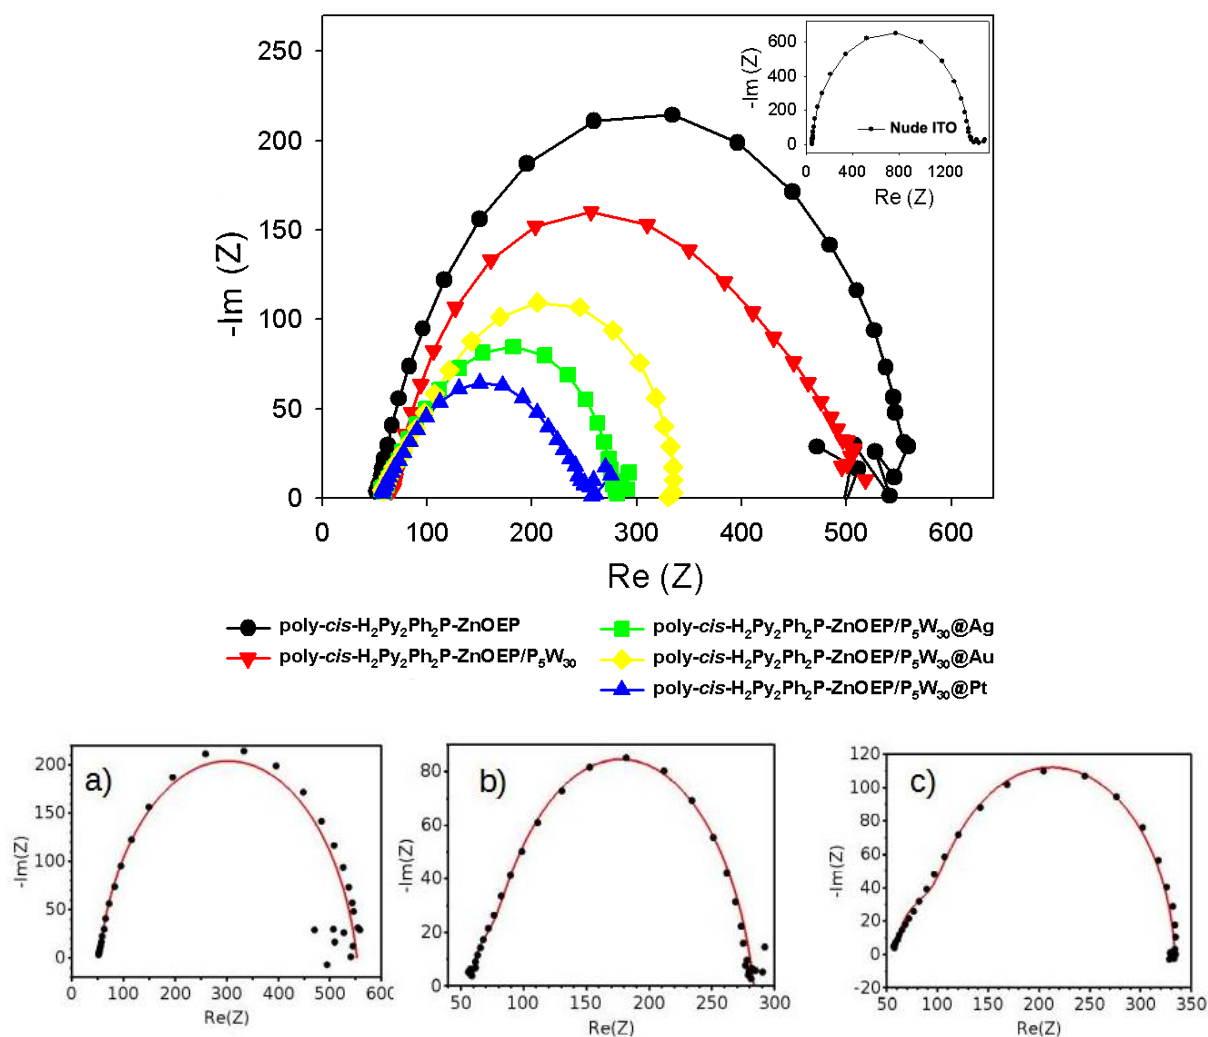 250
200
150
100
50
0
-Im (Z)
0 100 200 300 400 500 600
Re (Z)
600
400
200
0
-Im (Z)
Nude ITO
0 400 800 1200
Re (Z)
poly-cis-H₂Py₂Ph₂P-ZnOEP
poly-cis-H₂Py₂Ph₂P-ZnOEP/P₅W₃₀
poly-cis-H₂Py₂Ph₂P-ZnOEP/P₅W₃₀@Ag
poly-cis-H₂Py₂Ph₂P-ZnOEP/P₅W₃₀@Au
poly-cis-H₂Py₂Ph₂P-ZnOEP/P₅W₃₀@Pt
a)
200
150
100
50
0
-Im(Z)
0 100 200 300 400 500 600
Re(Z)
b)
80
60
40
20
0
-Im(Z)
50 100 150 200 250 300
Re(Z)
c)
120
100
80
60
40
20
0
-20
-Im(Z)
50 100 150 200 250 300 350
Re(Z)